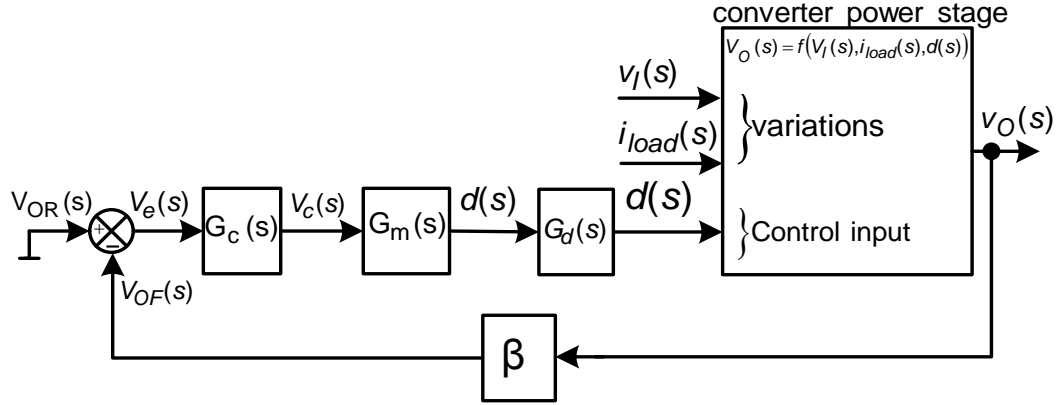 converter power stage
V_O(s) = f(V_I(s),i_load(s),d(s))
v_I(s)
i_load(s)
}variations
v_O(s)
V_OR(s)
+
−
V_e(s)
G_c(s)
V_c(s)
G_m(s)
d(s)
G_d(s)
d(s)
}Control input
V_OF(s)
β